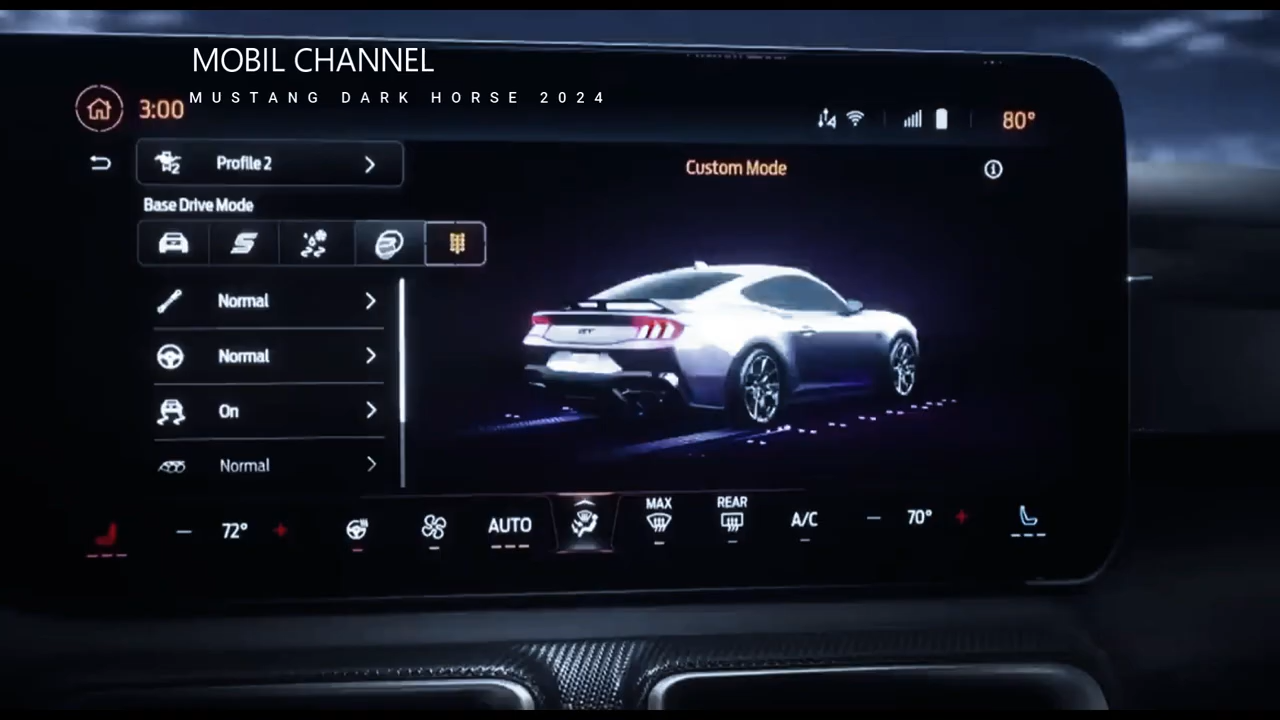 MOBIL CHANNEL
MUSTANG DARK HORSE 2024
3:00
80°
Profile 2
Custom Mode
Base Drive Mode
Normal
Normal
On
Normal
72°
AUTO
MAX
REAR
A/C
70°